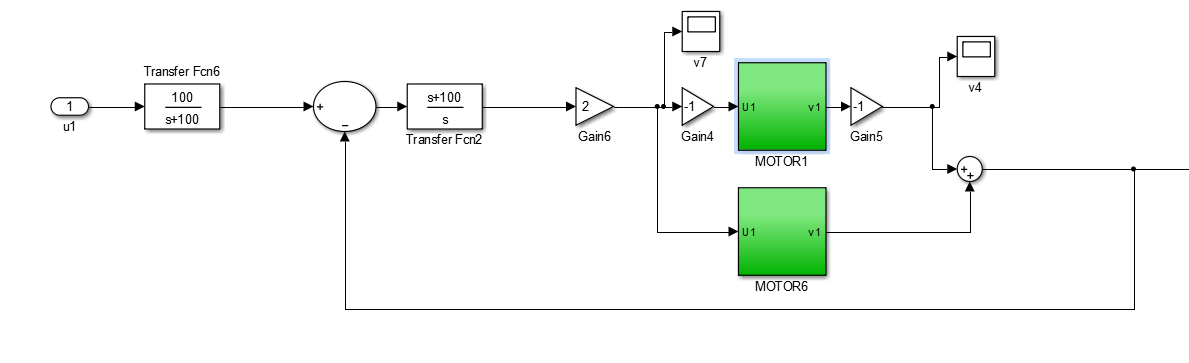 v7
v4
Transfer Fcn6
1
u1
100
s+100
+
−
s+100
s
Transfer Fcn2
2
Gain6
-1
Gain4
U1
v1
MOTOR1
-1
Gain5
+
+
U1
v1
MOTOR6